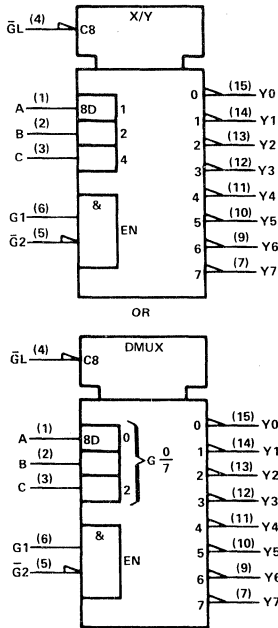 X/Y
G̅L (4) C8
0 (15) Y0
A (1) 8D 1
1 (14) Y1
B (2) 2
2 (13) Y2
C (3) 4
3 (12) Y3
4 (11) Y4
G1 (6) & EN
5 (10) Y5
G̅2 (5)
6 (9) Y6
7 (7) Y7
OR
DMUX
G̅L (4) C8
0 (15) Y0
A (1) 8D 0
1 (14) Y1
B (2) G 0/7
2 (13) Y2
C (3) 2
3 (12) Y3
4 (11) Y4
G1 (6) & EN
5 (10) Y5
G̅2 (5)
6 (9) Y6
7 (7) Y7